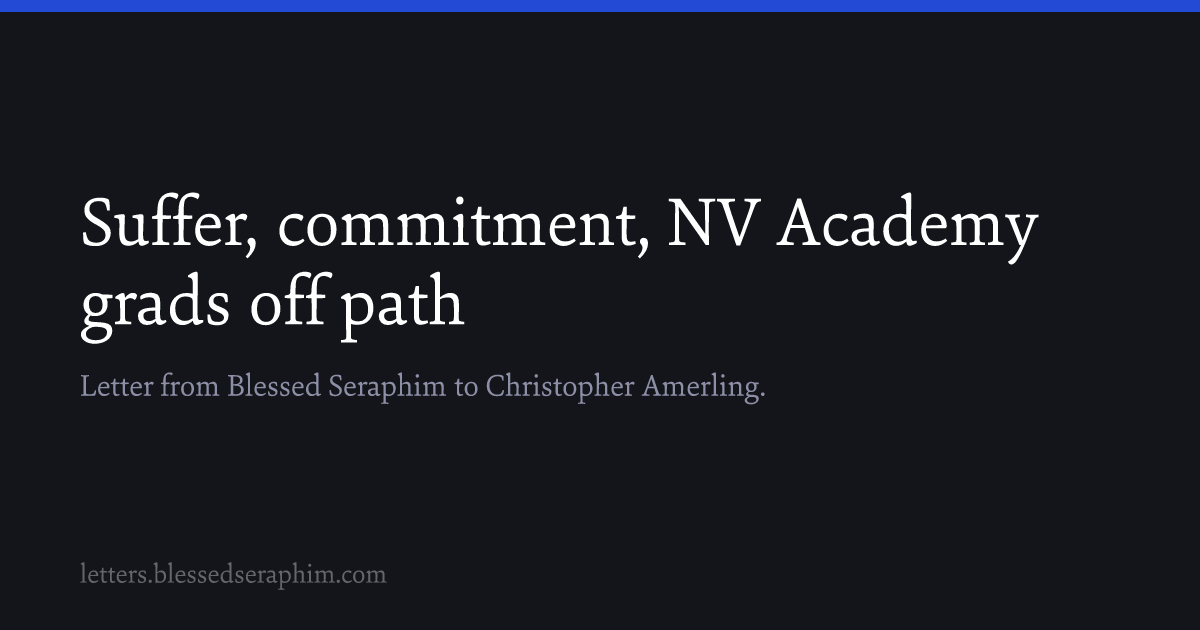 Suffer, commitment, NV Academy
grads off path
Letter from Blessed Seraphim to Christopher Amerling.
letters.blessedseraphim.com